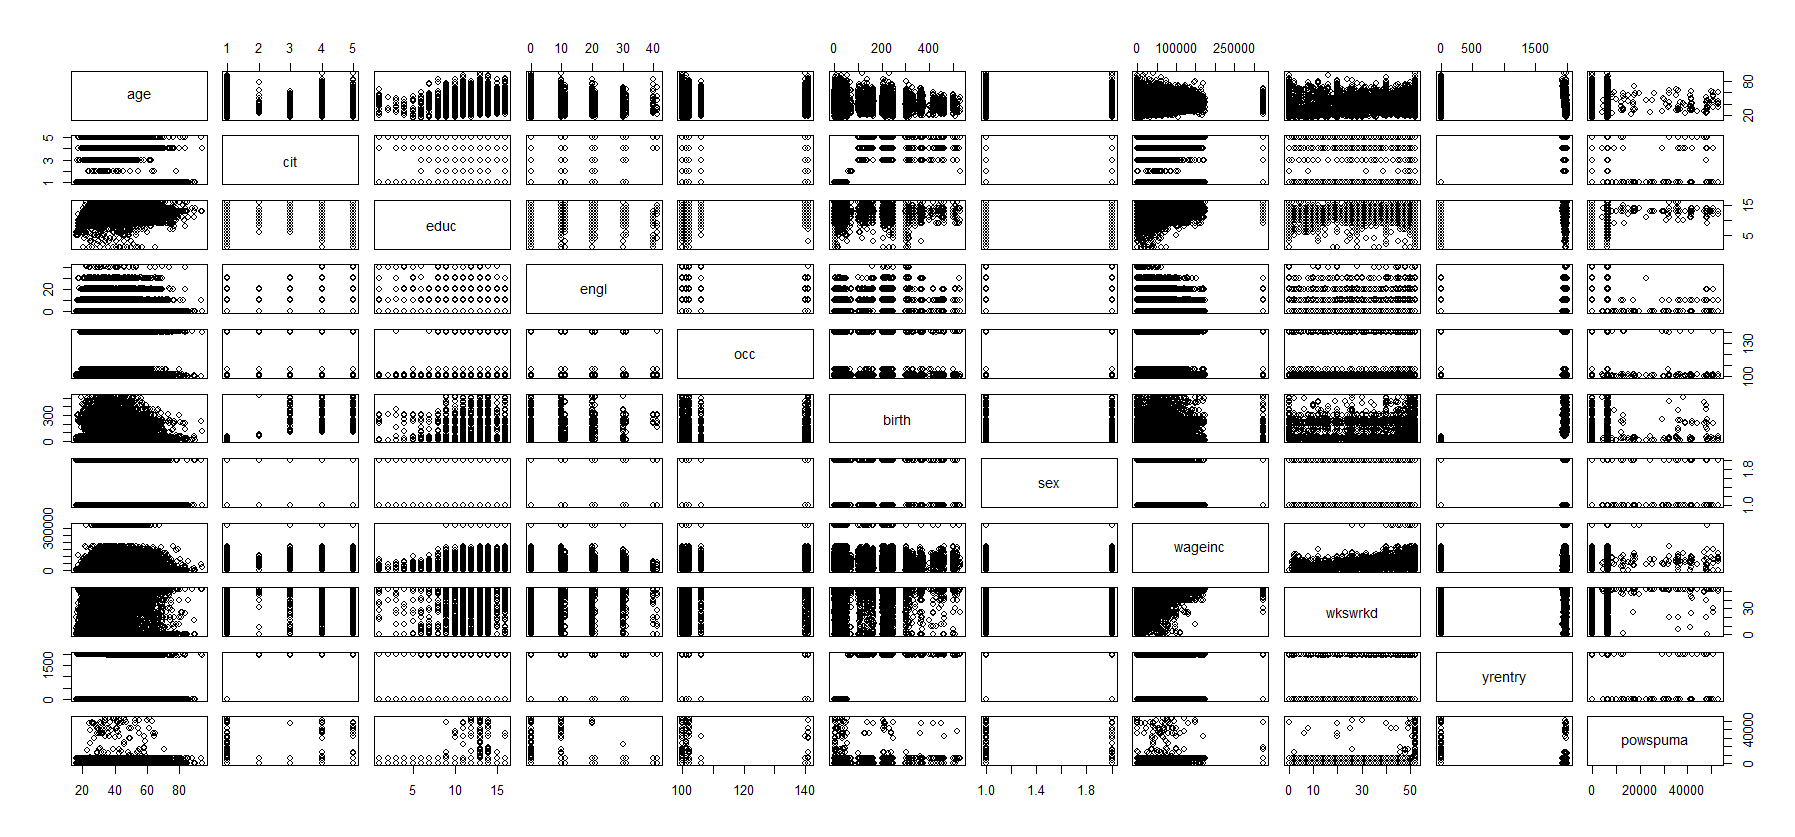 1 2 3 4 5 0 10 20 30 40 0 200 400 0 100000 250000 0 500 1500
age 20 80
1 3 5 cit
educ 5 15
0 20 engl
occ 100 130
0 300 birth
sex 1.0 1.8
0 300000 wageinc
wkswrkd 0 30
0 1500 yrentry
powspuma 0 40000
20 40 60 80 5 10 15 100 120 140 1.0 1.4 1.8 0 10 30 50 0 20000 40000